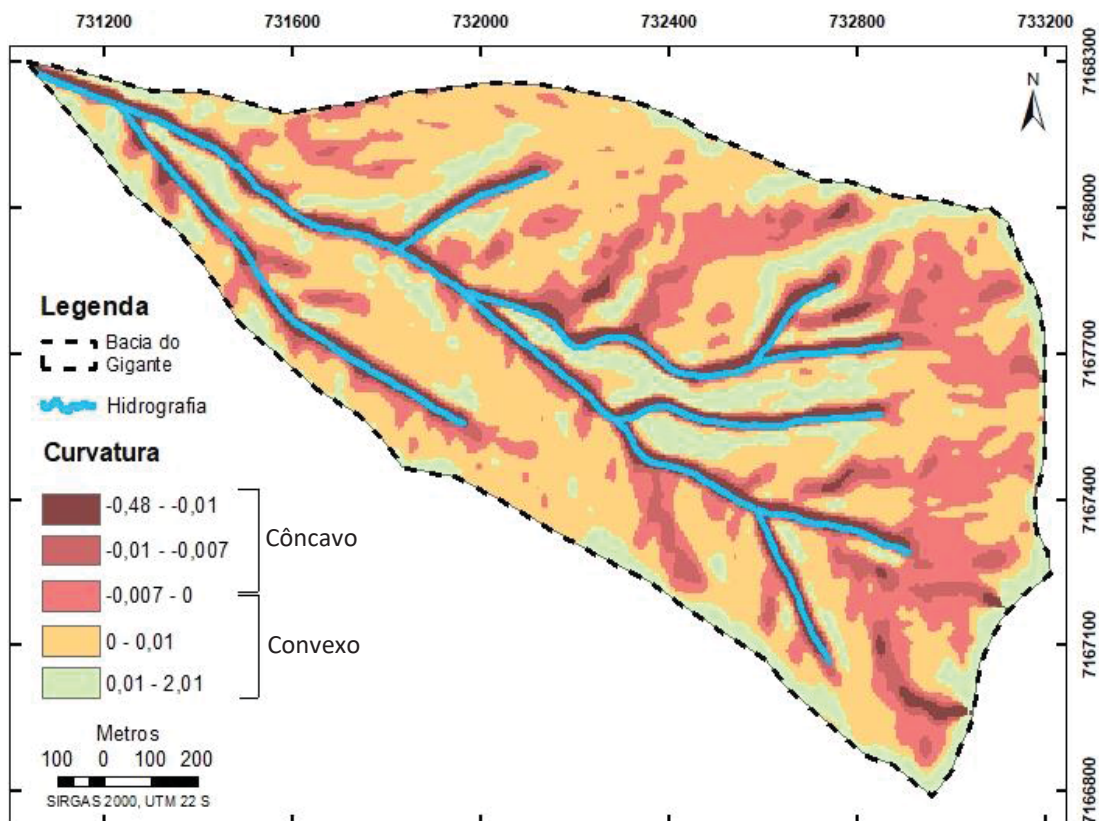 731200 731600 732000 732400 732800 733200
7168300
N
7168000
7167700
7167400
7167100
7166800
Legenda
Bacia do
Gigante
Hidrografia
Curvatura
-0,48 - -0,01
-0,01 - -0,007
-0,007 - 0
0 - 0,01
0,01 - 2,01
Côncavo
Convexo
Metros
100 0 100 200
SIRGAS 2000, UTM 22 S